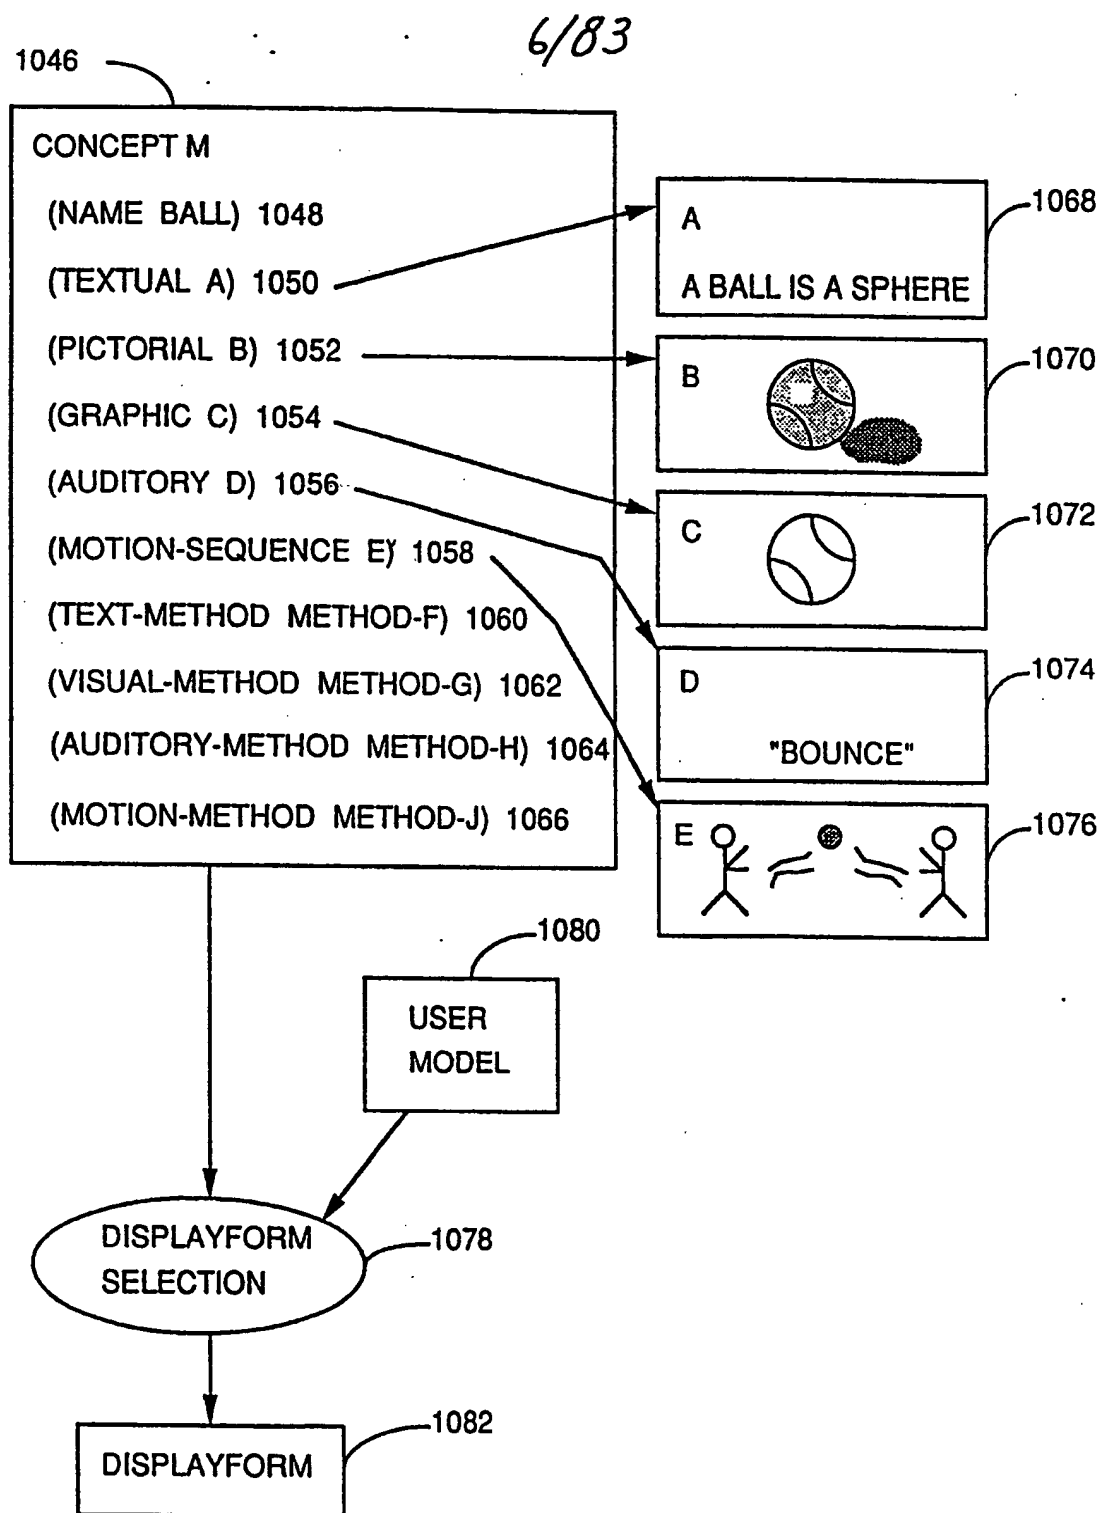 6/83
1046
CONCEPT M
(NAME BALL) 1048
(TEXTUAL A) 1050
(PICTORIAL B) 1052
(GRAPHIC C) 1054
(AUDITORY D) 1056
(MOTION-SEQUENCE E) 1058
(TEXT-METHOD METHOD-F) 1060
(VISUAL-METHOD METHOD-G) 1062
(AUDITORY-METHOD METHOD-H) 1064
(MOTION-METHOD METHOD-J) 1066
A
A BALL IS A SPHERE
1068
B
1070
C
1072
D
"BOUNCE"
1074
E
1076
1080
USER
MODEL
DISPLAYFORM
SELECTION
1078
1082
DISPLAYFORM